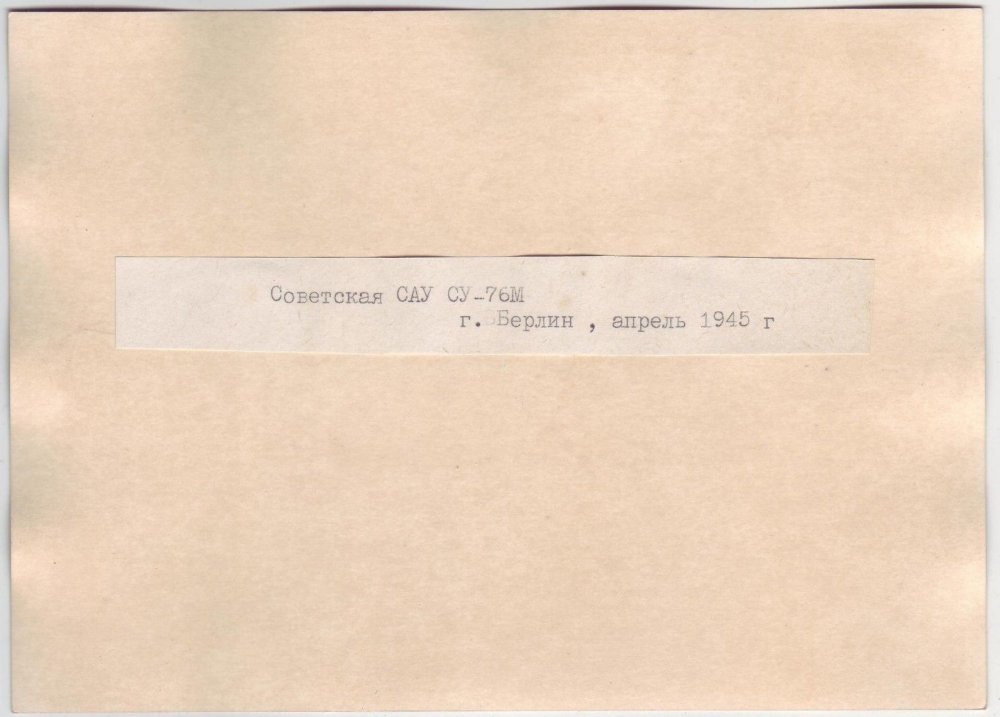 Советская САУ СУ-76М
г. Берлин , апрель 1945 г